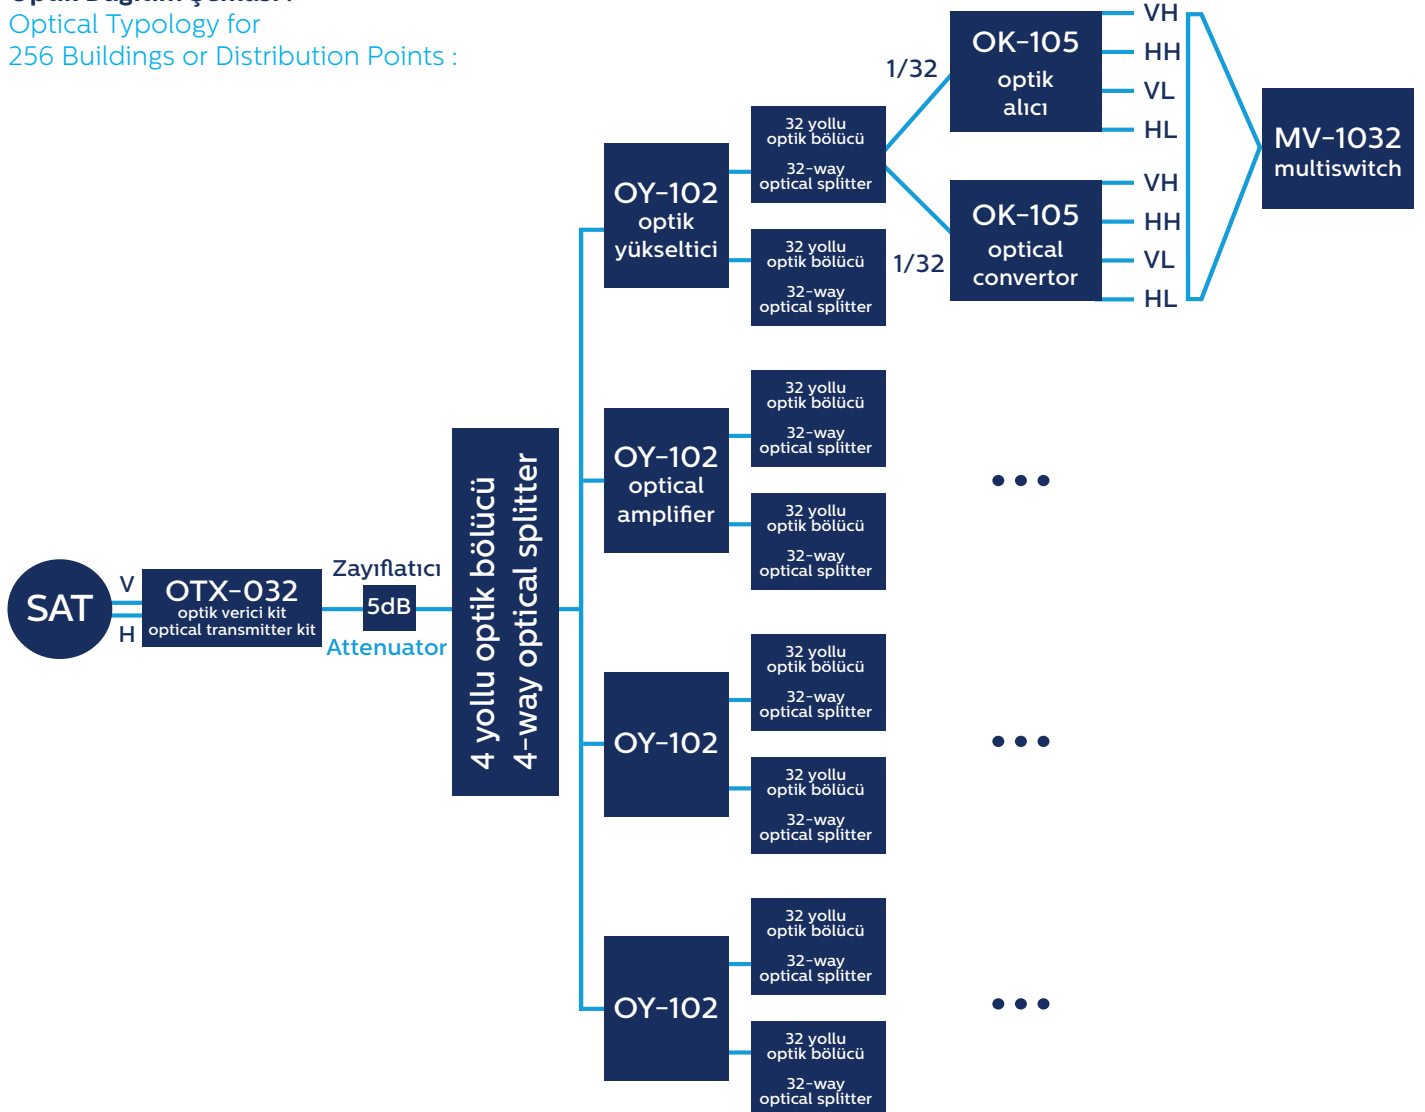 Optik Bağlantı Şeması :
Optical Typology for
256 Buildings or Distribution Points :
SAT
V
H
OTX-032
optik verici kit
optical transmitter kit
Zayıflatıcı
5dB
Attenuator
4 yollu optik bölücü
4-way optical splitter
OY-102
optik
yükseltici
32 yollu
optik bölücü
32-way
optical splitter
32 yollu
optik bölücü
32-way
optical splitter
1/32
1/32
OK-105
optik
alıcı
VH
HH
VL
HL
OK-105
optical
convertor
VH
HH
VL
HL
MV-1032
multiswitch
OY-102
optical
amplifier
32 yollu
optik bölücü
32-way
optical splitter
32 yollu
optik bölücü
32-way
optical splitter
•••
OY-102
32 yollu
optik bölücü
32-way
optical splitter
32 yollu
optik bölücü
32-way
optical splitter
•••
OY-102
32 yollu
optik bölücü
32-way
optical splitter
32 yollu
optik bölücü
32-way
optical splitter
•••